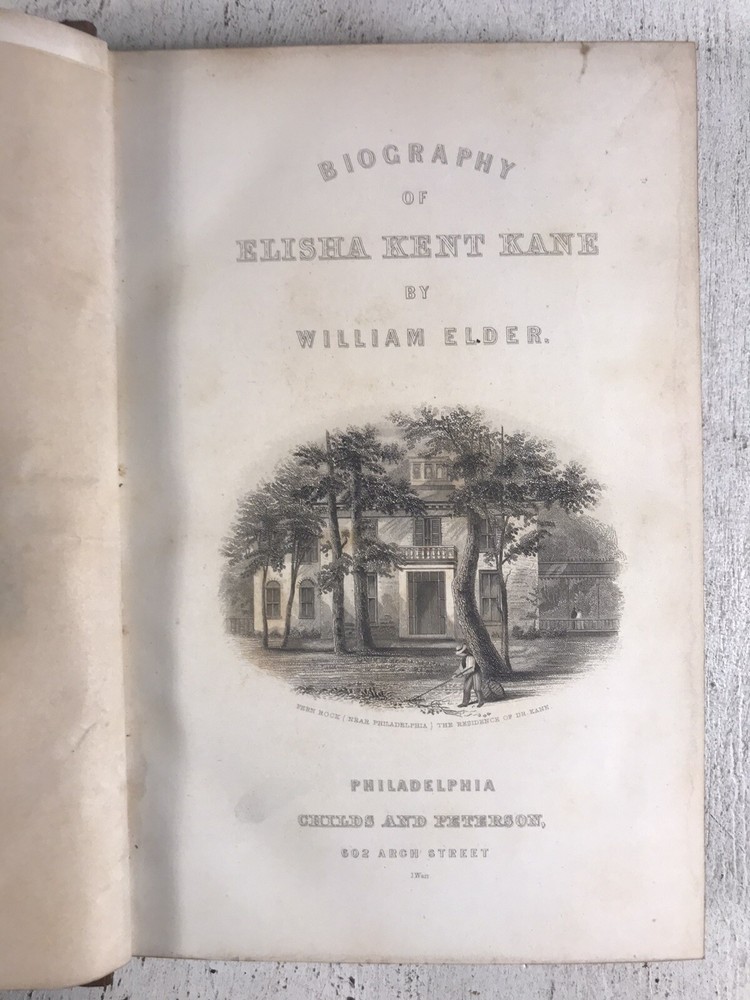 BIOGRAPHY
OF
ELISHA KENT KANE
BY
WILLIAM ELDER.
FERN ROCK (NEAR PHILADELPHIA) THE RESIDENCE OF DR. KANE.
PHILADELPHIA
CHILDS AND PETERSON,
602 ARCH STREET